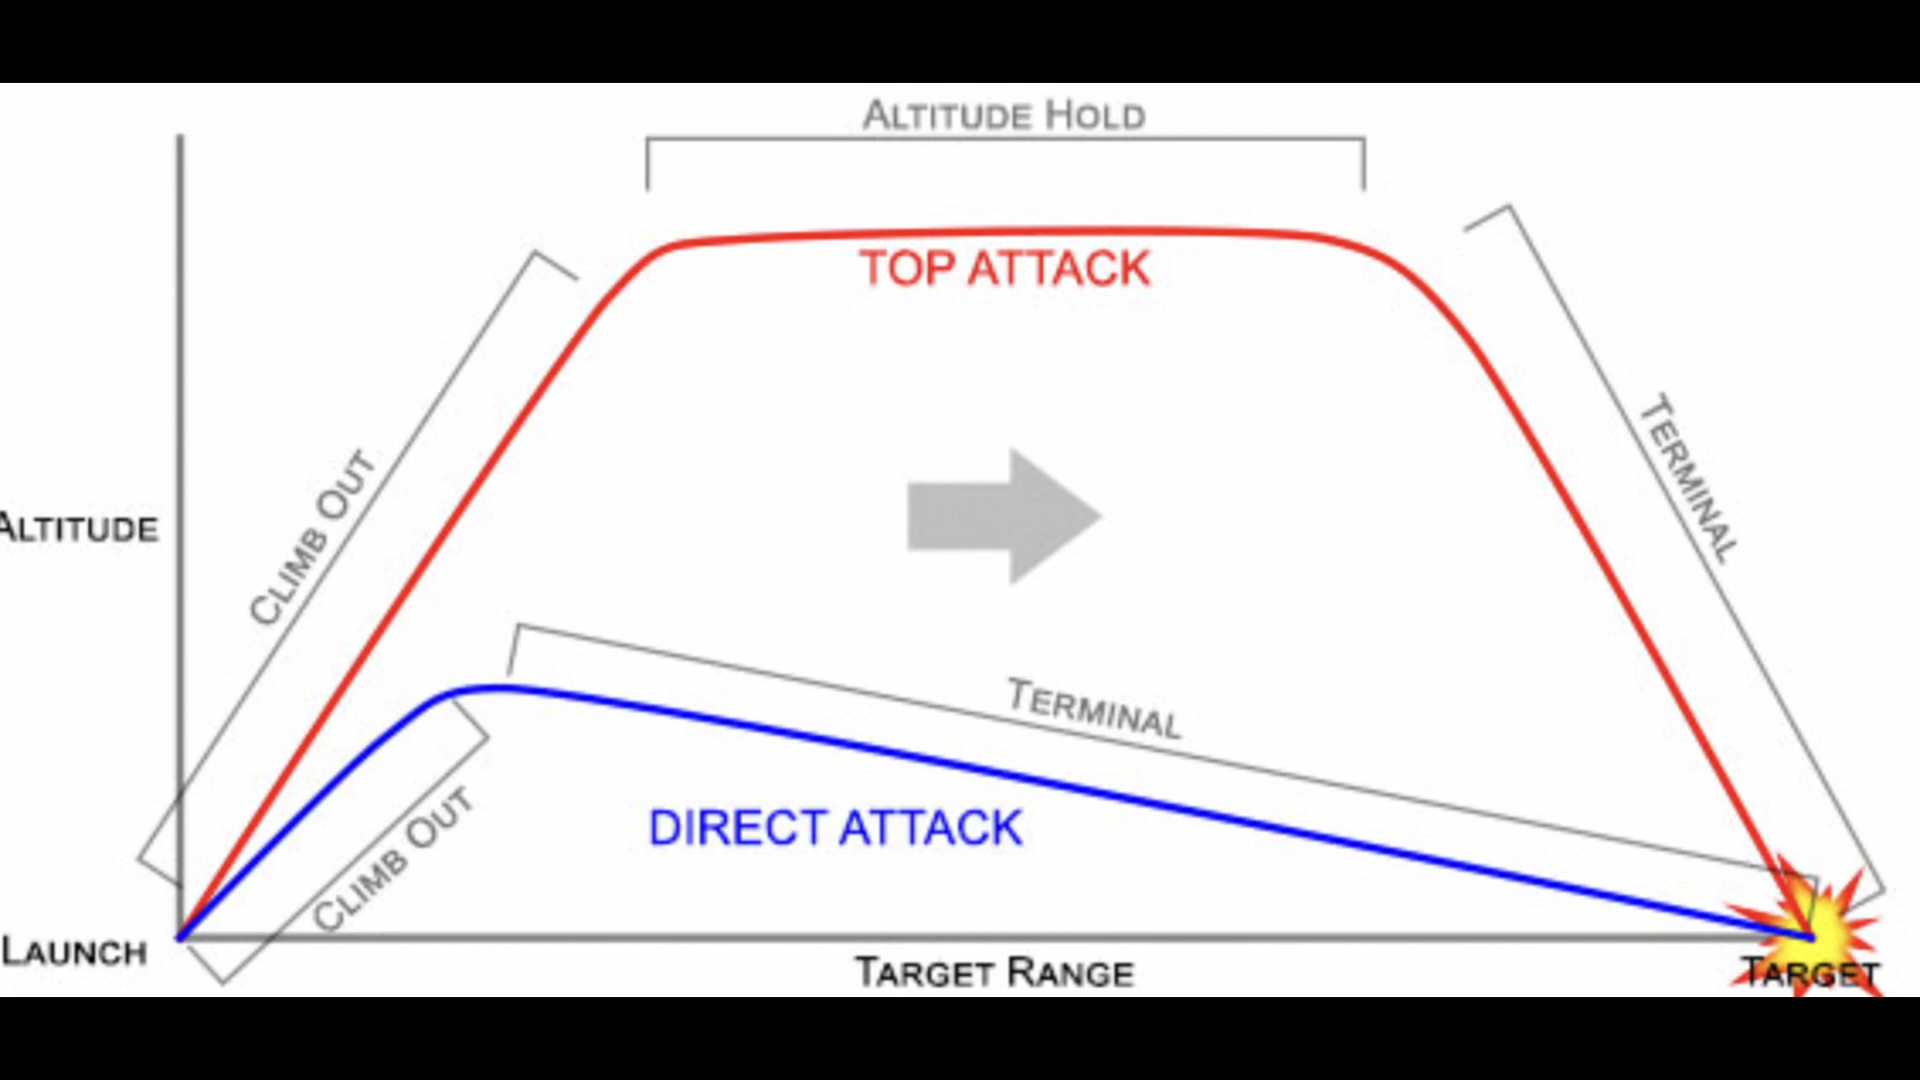 ALTITUDE HOLD
TOP ATTACK
CLIMB OUT
TERMINAL
ALTITUDE
TERMINAL
DIRECT ATTACK
CLIMB OUT
LAUNCH
TARGET RANGE
TARGET